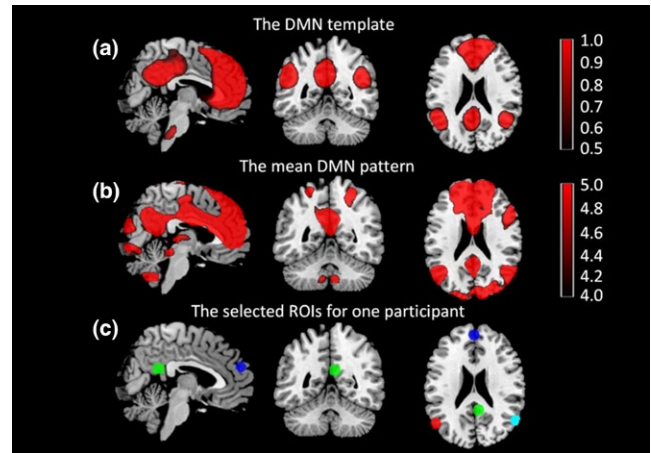 The DMN template
(a)
1.0
0.9
0.8
0.7
0.6
0.5
The mean DMN pattern
(b)
5.0
4.8
4.6
4.4
4.2
4.0
The selected ROIs for one participant
(c)